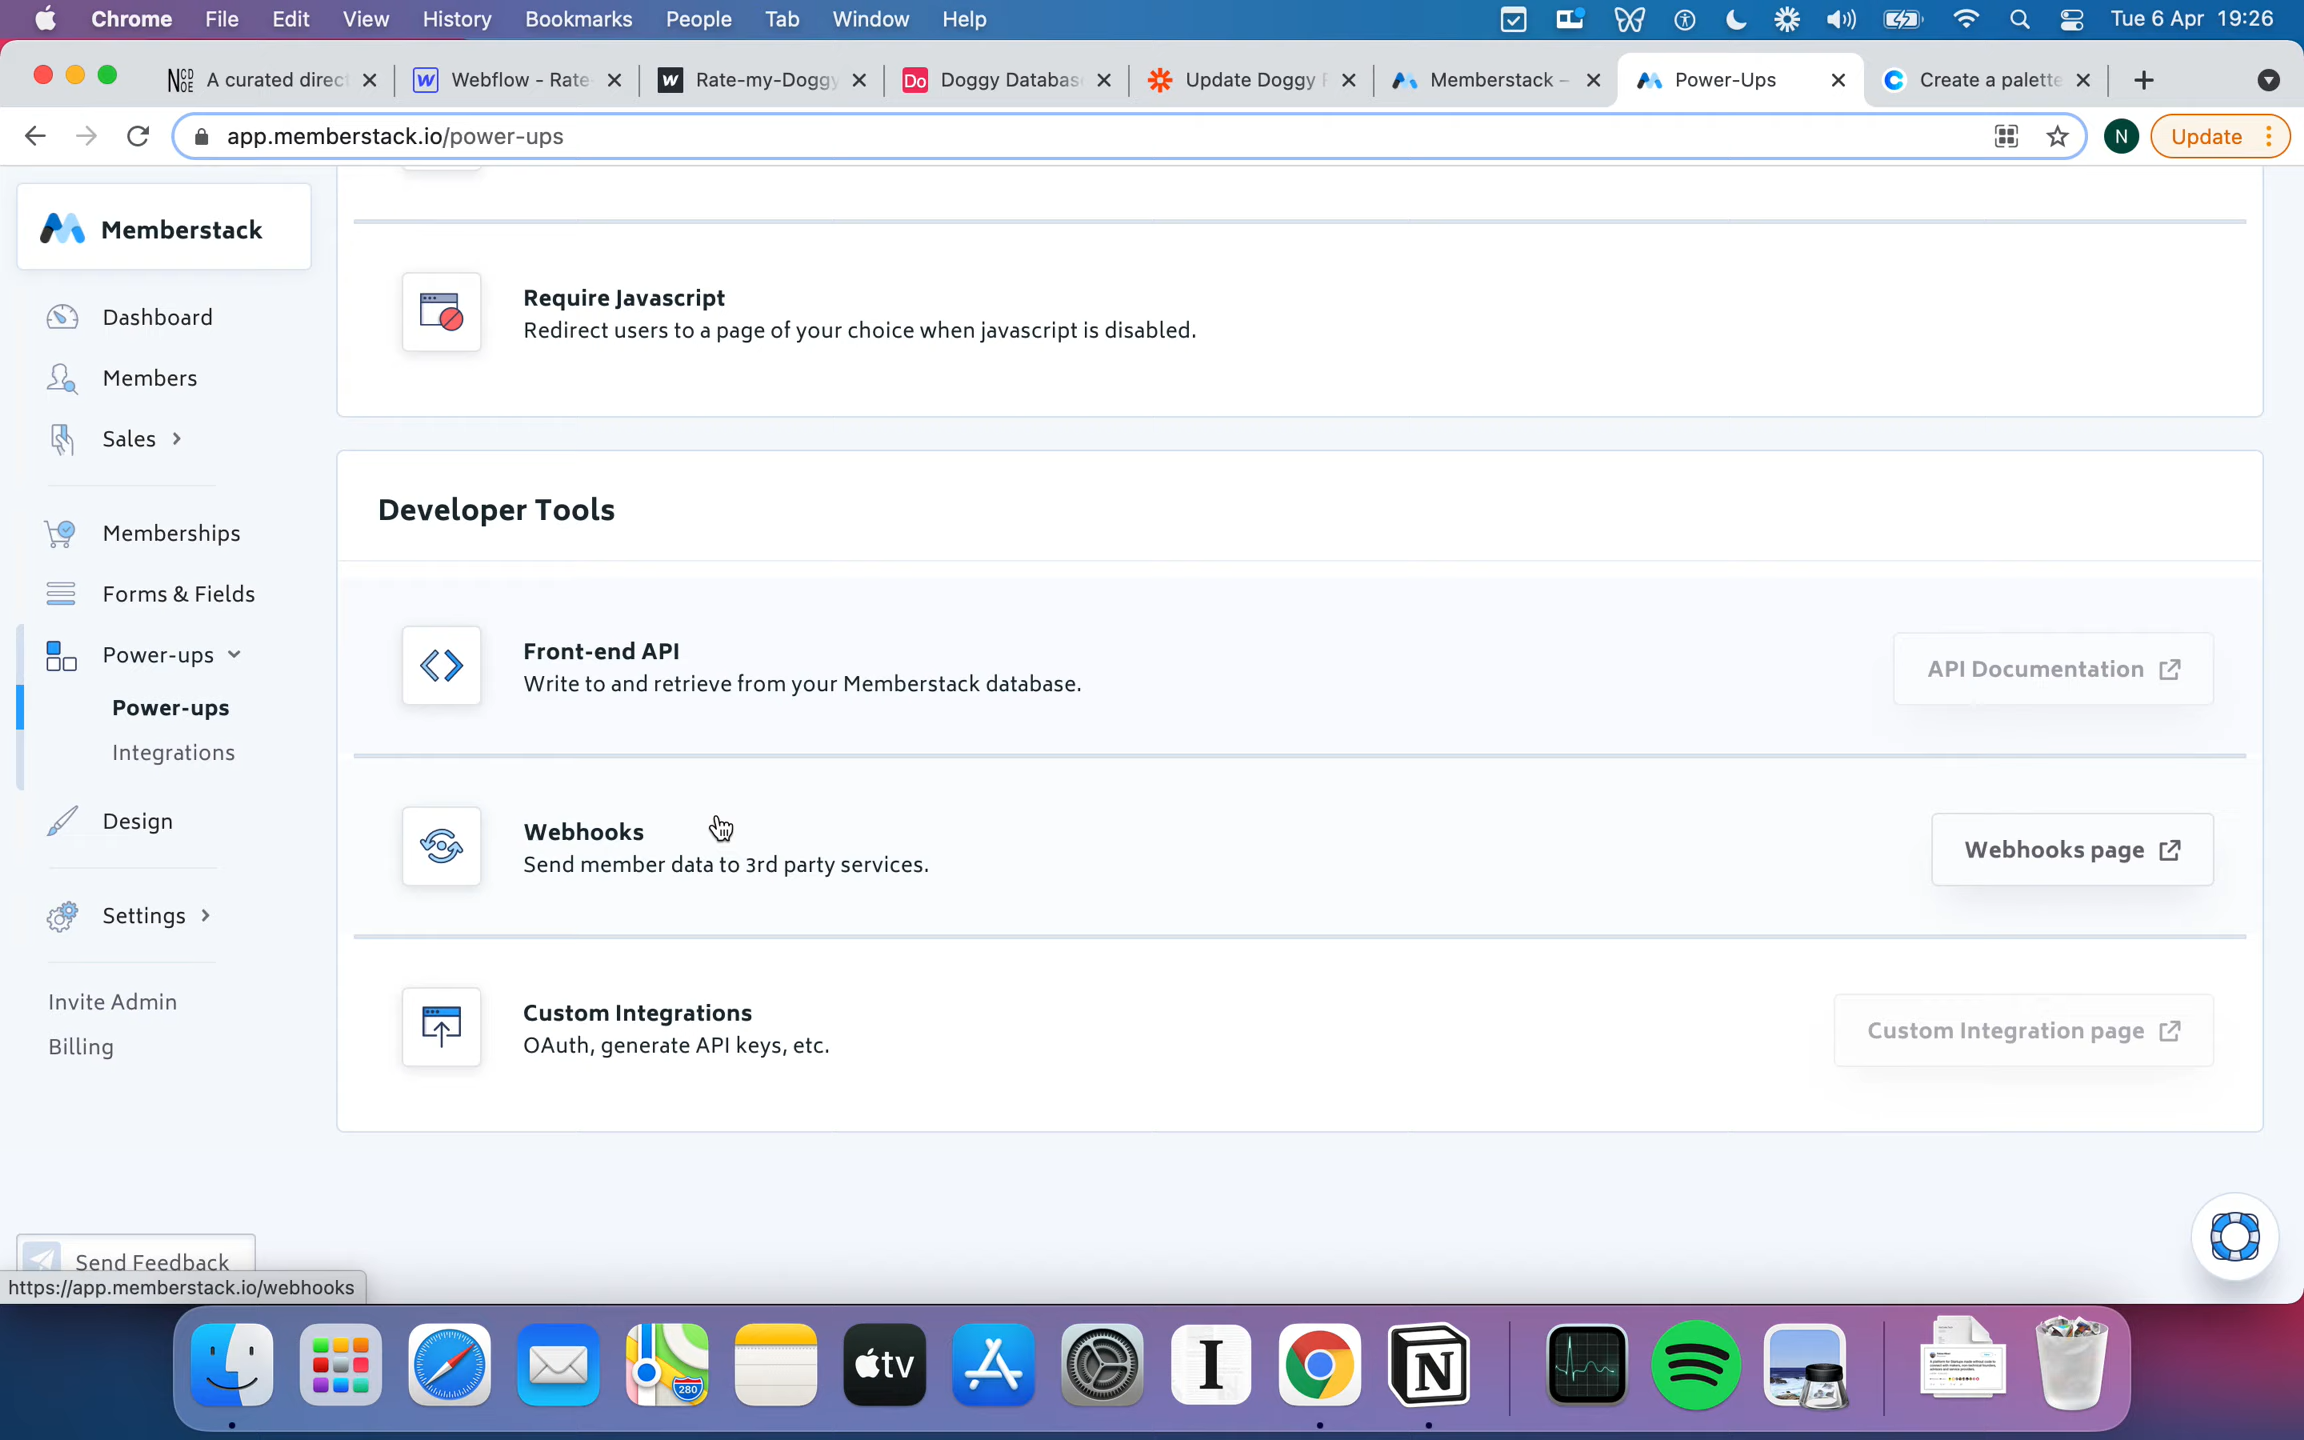 Chrome File Edit View History Bookmarks People Tab Window Help Tue 6 Apr 19:26
A curated direc Webflow - Rate- Rate-my-Doggy Do Doggy Databas Update Doggy Memberstack – Power-Ups Create a palette
app.memberstack.io/power-ups N Update
Memberstack
Dashboard
Members
Sales
Memberships
Forms & Fields
Power-ups
Power-ups
Integrations
Design
Settings
Invite Admin
Billing
Send Feedback
https://app.memberstack.io/webhooks
Require Javascript
Redirect users to a page of your choice when javascript is disabled.
Developer Tools
Front-end API
Write to and retrieve from your Memberstack database.
API Documentation
Webhooks
Send member data to 3rd party services.
Webhooks page
Custom Integrations
OAuth, generate API keys, etc.
Custom Integration page
280
tv